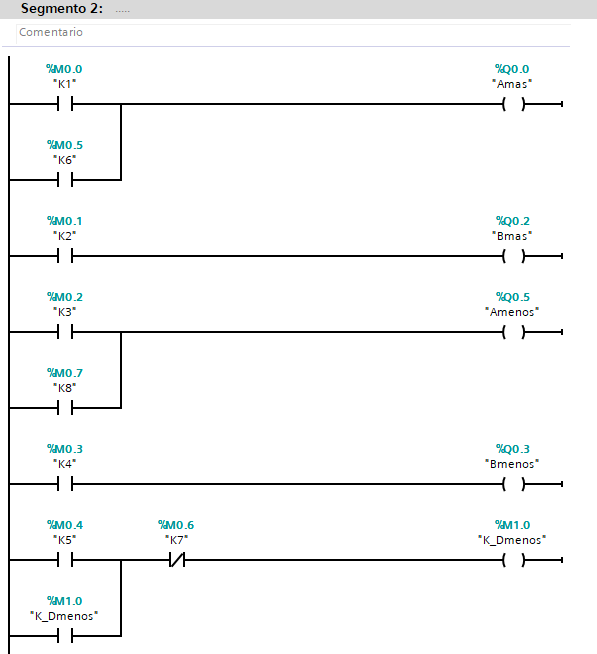 Segmento 2: .....
Comentario
%M0.0 %Q0.0
"K1" "Amas"
%M0.5
"K6"
%M0.1 %Q0.2
"K2" "Bmas"
%M0.2 %Q0.5
"K3" "Amenos"
%M0.7
"K8"
%M0.3 %Q0.3
"K4" "Bmenos"
%M0.4 %M0.6 %M1.0
"K5" "K7" "K_Dmenos"
%M1.0
"K_Dmenos"